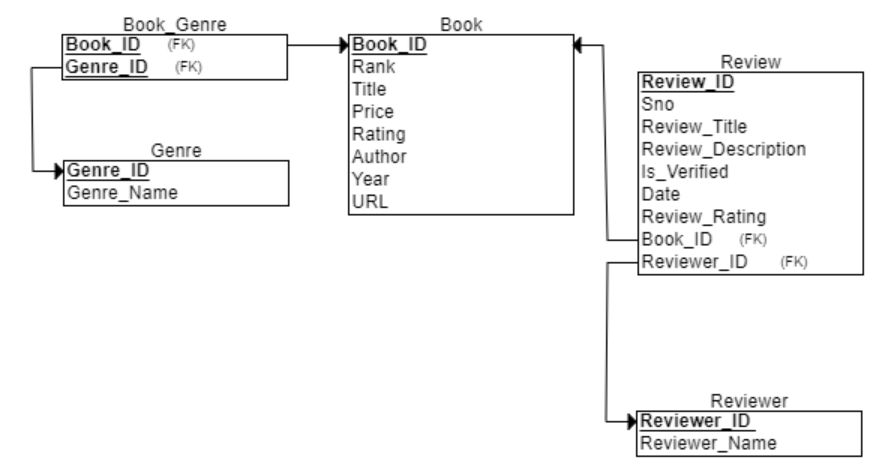 Book_Genre
Book_ID (FK)
Genre_ID (FK)
Genre
Genre_ID
Genre_Name
Book
Book_ID
Rank
Title
Price
Rating
Author
Year
URL
Review
Review_ID
Sno
Review_Title
Review_Description
Is_Verified
Date
Review_Rating
Book_ID (FK)
Reviewer_ID (FK)
Reviewer
Reviewer_ID
Reviewer_Name